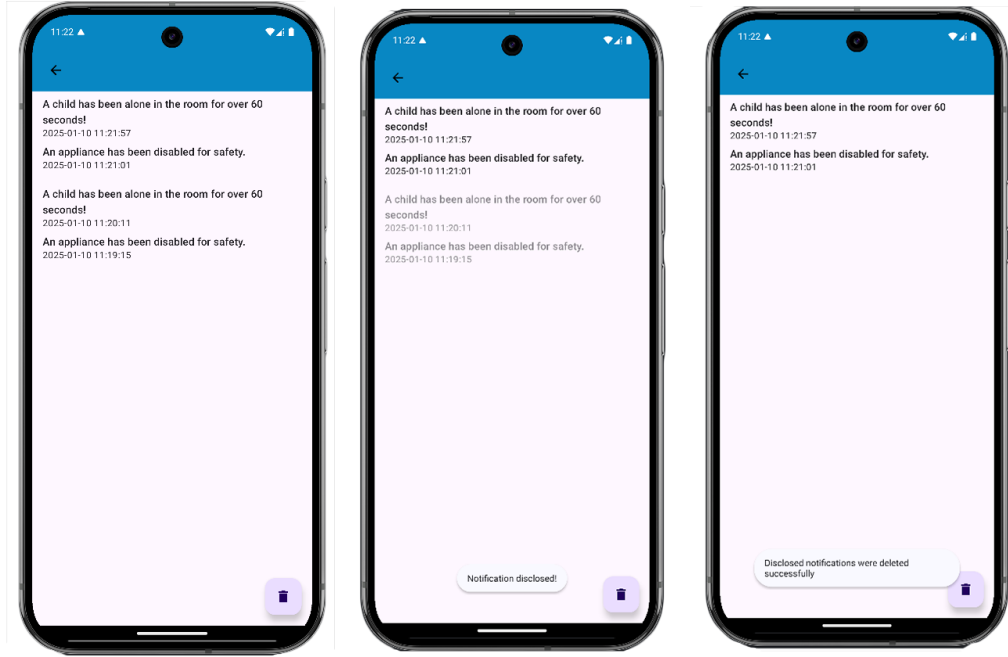 11:22
A child has been alone in the room for over 60
seconds!
2025-01-10 11:21:57
An appliance has been disabled for safety.
2025-01-10 11:21:01
A child has been alone in the room for over 60
seconds!
2025-01-10 11:20:11
An appliance has been disabled for safety.
2025-01-10 11:19:15
11:22
A child has been alone in the room for over 60
seconds!
2025-01-10 11:21:57
An appliance has been disabled for safety.
2025-01-10 11:21:01
A child has been alone in the room for over 60
seconds!
2025-01-10 11:20:11
An appliance has been disabled for safety.
2025-01-10 11:19:15
Notification disclosed!
11:22
A child has been alone in the room for over 60
seconds!
2025-01-10 11:21:57
An appliance has been disabled for safety.
2025-01-10 11:21:01
Disclosed notifications were deleted
successfully